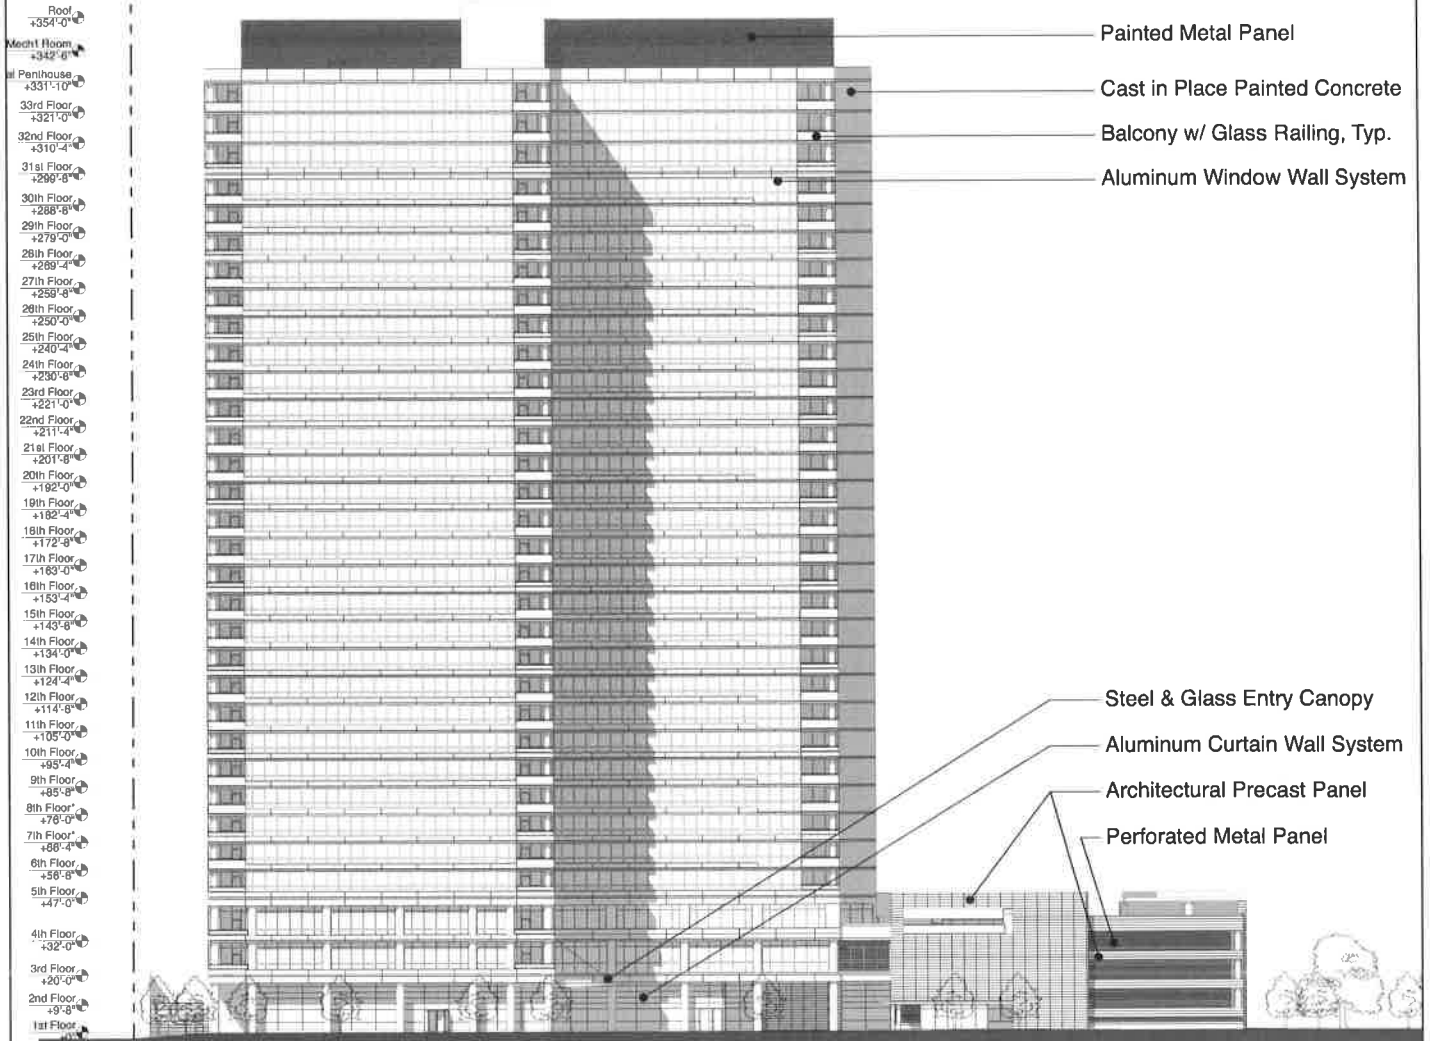 Roof
+354'-0"
Mech'l Room
+342'-6"
al Penthouse
+331'-10"
33rd Floor
+321'-0"
32nd Floor
+310'-4"
31st Floor
+299'-8"
30th Floor
+288'-8"
29th Floor
+279'-0"
28th Floor
+269'-4"
27th Floor
+259'-8"
26th Floor
+250'-0"
25th Floor
+240'-4"
24th Floor
+230'-8"
23rd Floor
+221'-0"
22nd Floor
+211'-4"
21st Floor
+201'-8"
20th Floor
+192'-0"
19th Floor
+182'-4"
18th Floor
+172'-8"
17th Floor
+163'-0"
16th Floor
+153'-4"
15th Floor
+143'-8"
14th Floor
+134'-0"
13th Floor
+124'-4"
12th Floor
+114'-8"
11th Floor
+105'-0"
10th Floor
+95'-4"
9th Floor
+85'-8"
8th Floor
+76'-0"
7th Floor
+66'-4"
6th Floor
+56'-8"
5th Floor
+47'-0"
4th Floor
+32'-0"
3rd Floor
+20'-0"
2nd Floor
+9'-8"
1st Floor
Painted Metal Panel
Cast in Place Painted Concrete
Balcony w/ Glass Railing, Typ.
Aluminum Window Wall System
Steel & Glass Entry Canopy
Aluminum Curtain Wall System
Architectural Precast Panel
Perforated Metal Panel